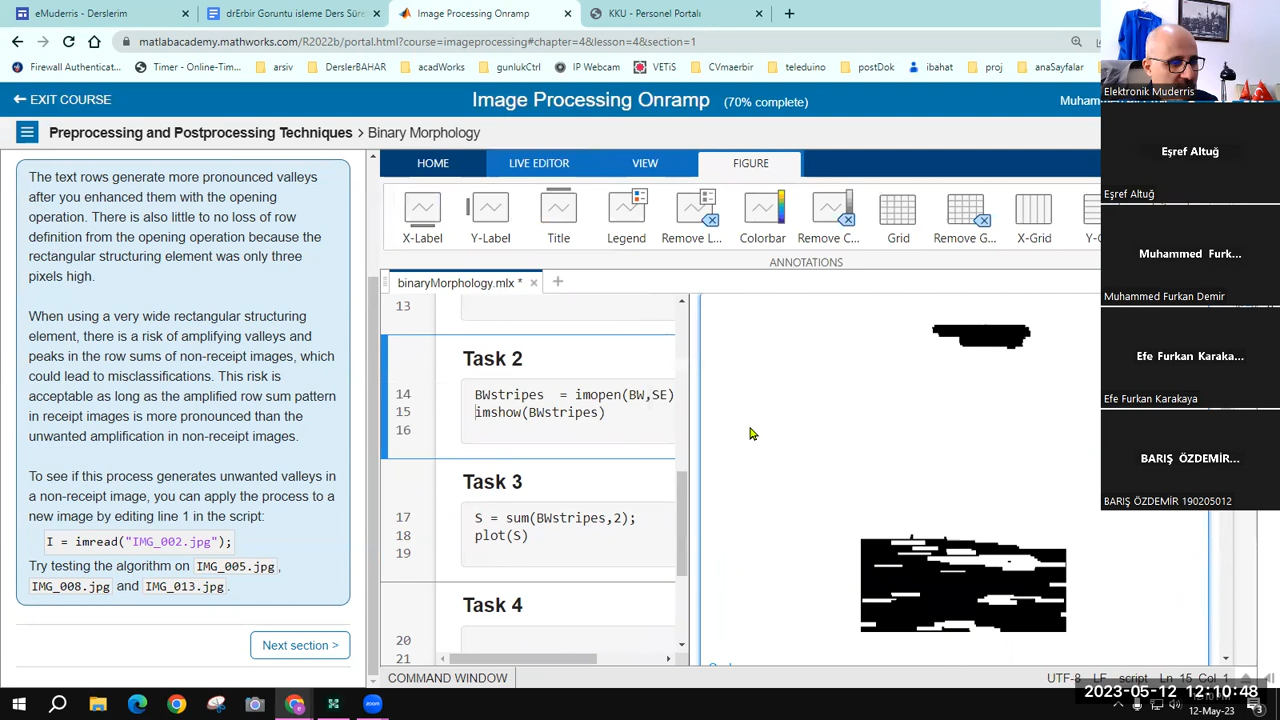 eMuderris - Derslerim
drErbir Goruntu isleme Ders Süre
Image Processing Onramp
KKU - Personel Portalı
matlabacademy.mathworks.com/R2022b/portal.html?course=imageprocessing#chapter=4&lesson=4&section=1
Firewall Authenticat...
Timer - Online-Tim...
arsiv
DerslerBAHAR
acadWorks
gunlukCtrl
IP Webcam
VETiS
CVmaerbir
teleduino
postDok
ibahat
proj
anaSayfalar
EXIT COURSE
Image Processing Onramp (70% complete)
Preprocessing and Postprocessing Techniques > Binary Morphology
The text rows generate more pronounced valleys
after you enhanced them with the opening
operation. There is also little to no loss of row
definition from the opening operation because the
rectangular structuring element was only three
pixels high.
When using a very wide rectangular structuring
element, there is a risk of amplifying valleys and
peaks in the row sums of non-receipt images, which
could lead to misclassifications. This risk is
acceptable as long as the amplified row sum pattern
in receipt images is more pronounced than the
unwanted amplification in non-receipt images.
To see if this process generates unwanted valleys in
a non-receipt image, you can apply the process to a
new image by editing line 1 in the script:
I = imread("IMG_002.jpg");
Try testing the algorithm on IMG_005.jpg,
IMG_008.jpg and IMG_013.jpg.
Next section >
HOME
LIVE EDITOR
VIEW
FIGURE
X-Label
Y-Label
Title
Legend
Remove L...
Colorbar
Remove C...
Grid
Remove G...
X-Grid
ANNOTATIONS
binaryMorphology.mlx *
13
Task 2
14 BWstripes = imopen(BW,SE)
15 imshow(BWstripes)
16
Task 3
17 S = sum(BWstripes,2);
18 plot(S)
19
Task 4
20
21
COMMAND WINDOW
UTF-8
LF
script
Ln 15 Col 1
Elektronik Muderris
Eşref Altuğ
Eşref Altuğ
Muhammed Furk...
Muhammed Furkan Demir
Efe Furkan Karaka...
Efe Furkan Karakaya
BARIŞ ÖZDEMİR...
BARIŞ ÖZDEMİR 190205012
2023-05-12 12:10:48
12-May-23